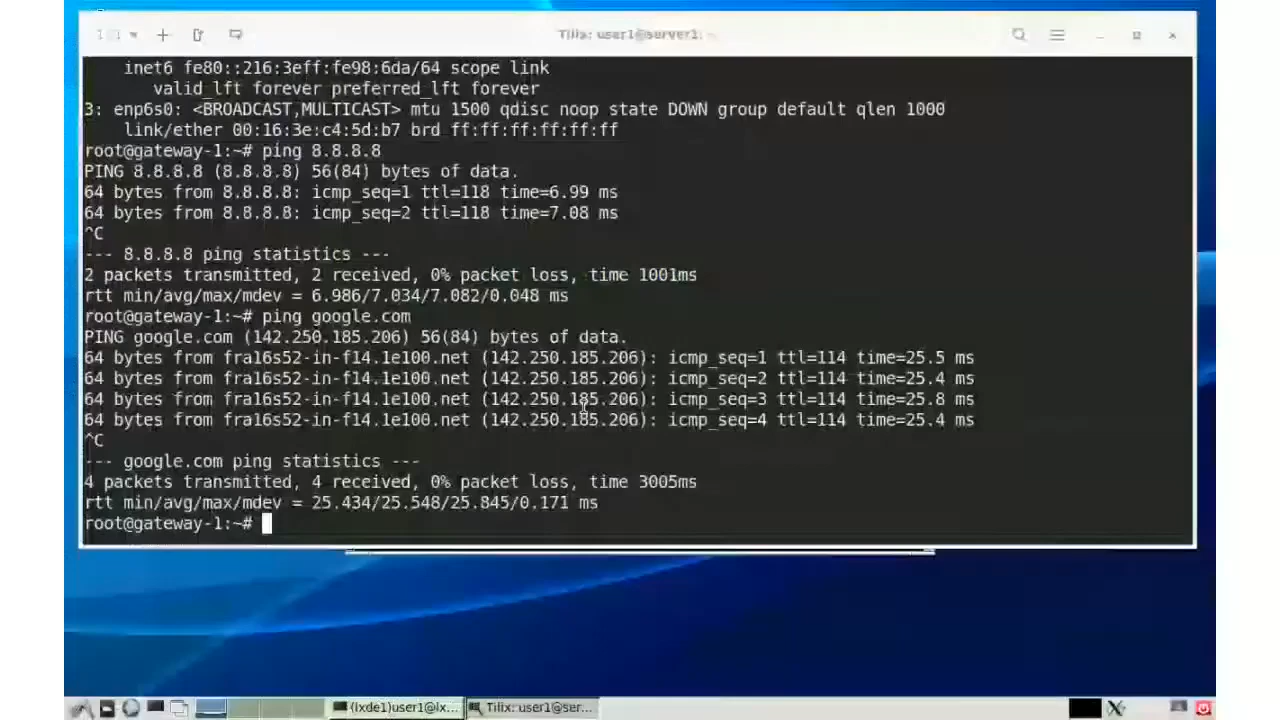 Tilix: user1@server1: ~
inet6 fe80::216:3eff:fe98:6da/64 scope link
valid_lft forever preferred_lft forever
3: enp6s0: <BROADCAST,MULTICAST> mtu 1500 qdisc noop state DOWN group default qlen 1000
link/ether 00:16:3e:c4:5d:b7 brd ff:ff:ff:ff:ff:ff
root@gateway-1:~# ping 8.8.8.8
PING 8.8.8.8 (8.8.8.8) 56(84) bytes of data.
64 bytes from 8.8.8.8: icmp_seq=1 ttl=118 time=6.99 ms
64 bytes from 8.8.8.8: icmp_seq=2 ttl=118 time=7.08 ms
^C
--- 8.8.8.8 ping statistics ---
2 packets transmitted, 2 received, 0% packet loss, time 1001ms
rtt min/avg/max/mdev = 6.986/7.034/7.082/0.048 ms
root@gateway-1:~# ping google.com
PING google.com (142.250.185.206) 56(84) bytes of data.
64 bytes from fra16s52-in-f14.1e100.net (142.250.185.206): icmp_seq=1 ttl=114 time=25.5 ms
64 bytes from fra16s52-in-f14.1e100.net (142.250.185.206): icmp_seq=2 ttl=114 time=25.4 ms
64 bytes from fra16s52-in-f14.1e100.net (142.250.185.206): icmp_seq=3 ttl=114 time=25.8 ms
64 bytes from fra16s52-in-f14.1e100.net (142.250.185.206): icmp_seq=4 ttl=114 time=25.4 ms
^C
--- google.com ping statistics ---
4 packets transmitted, 4 received, 0% packet loss, time 3005ms
rtt min/avg/max/mdev = 25.434/25.548/25.845/0.171 ms
root@gateway-1:~#
(lxde1)user1@lx... Tilix: user1@ser...